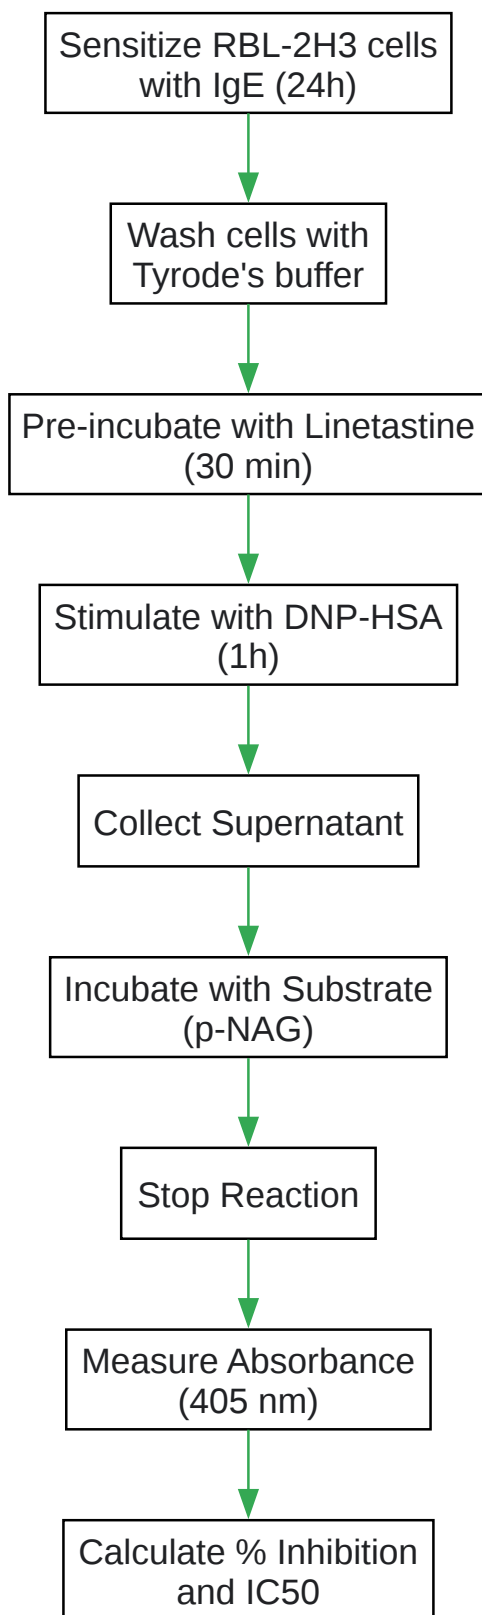 Sensitize RBL-2H3 cells
with IgE (24h)
Wash cells with
Tyrode's buffer
Pre-incubate with Linetastine
(30 min)
Stimulate with DNP-HSA
(1h)
Collect Supernatant
Incubate with Substrate
(p-NAG)
Stop Reaction
Measure Absorbance
(405 nm)
Calculate % Inhibition
and IC50